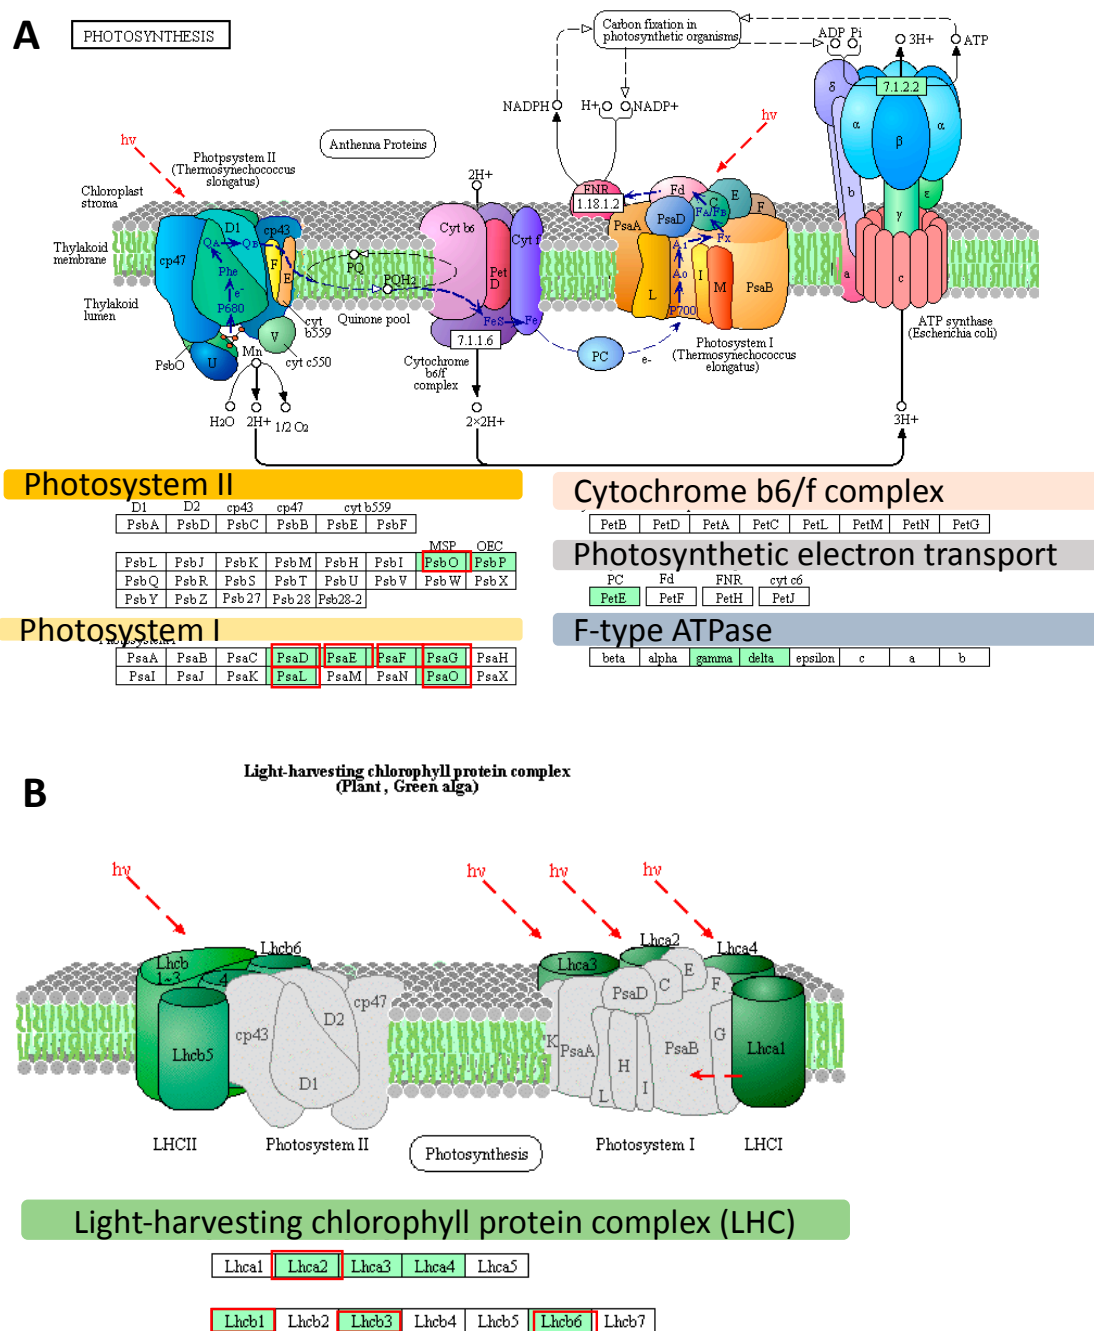 A
PHOTOSYNTHESIS
Carbon fixation in
photosynthetic organisms
ADP Pi
3H+
ATP
7.1.2.2
δ
α
β
α
b
ε
γ
a
c
NADPH
H+
NADP+
hν
hν
Anthenna Proteins
Photpsystem II
(Thermosynechococcus
slongatus)
2H+
Chloroplast
stroma
Thylakoid
membrane
Thylakoid
lumen
D1
cp43
cp47
QA
QB
Phe
e-
P680
F
E
cyt
b559
cyt c550
V
U
PsbO
Mn
H2O
2H+
1/2 O2
PQ
PQH2
Quinone pool
Cyt b6
Pet
D
Cyt f
FeS
Fe
7.1.1.6
Cytochrome
b6/f
complex
2×2H+
FNR
1.18.1.2
Fd
PsaD
C
E
F
FA/FB
Fx
PsaA
A1
A0
L
I
M
PsaB
P700
PC
e-
Photosystem I
(Thermosynechococcus
elongatus)
ATP synthase
(Escherichia coli)
3H+
Photosystem II
D1 D2 cp43 cp47 cyt b559
PsbA PsbD PsbC PsbB PsbE PsbF
MSP OEC
PsbL PsbJ PsbK PsbM PsbH PsbI PsbO PsbP
PsbQ PsbR PsbS PsbT PsbU PsbV PsbW PsbX
PsbY PsbZ Psb27 Psb28 Psb28-2
Photosystem I
PsaA PsaB PsaC PsaD PsaE PsaF PsaG PsaH
PsaI PsaJ PsaK PsaL PsaM PsaN PsaO PsaX
Cytochrome b6/f complex
PetB PetD PetA PetC PetL PetM PetN PetG
Photosynthetic electron transport
PC Fd FNR cyt c6
PetE PetF PetH PetJ
F-type ATPase
beta alpha gamma delta epsilon c a b
B
Light-harvesting chlorophyll protein complex
(Plant , Green alga)
hν
hν
hν
hν
Lhcb
1-3
4
Lhcb6
Lhcb5
cp43
D2
D1
cp47
Lhca2
Lhca3
Lhca4
E
C
PsaD
F
K
PsaA
H
L
I
PsaB
G
Lhca1
LHCII
Photosystem II
Photosynthesis
Photosystem I
LHCI
Light-harvesting chlorophyll protein complex (LHC)
Lhca1 Lhca2 Lhca3 Lhca4 Lhca5
Lhcb1 Lhcb2 Lhcb3 Lhcb4 Lhcb5 Lhcb6 Lhcb7